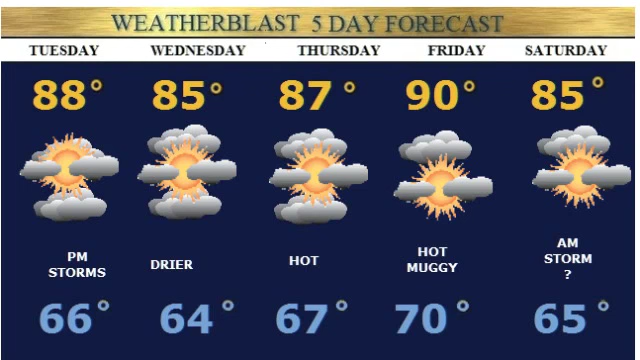 WEATHERBLAST 5 DAY FORECAST
TUESDAY WEDNESDAY THURSDAY FRIDAY SATURDAY
88° 85° 87° 90° 85°
PM
STORMS
DRIER
HOT
HOT
MUGGY
AM
STORM
?
66° 64° 67° 70° 65°